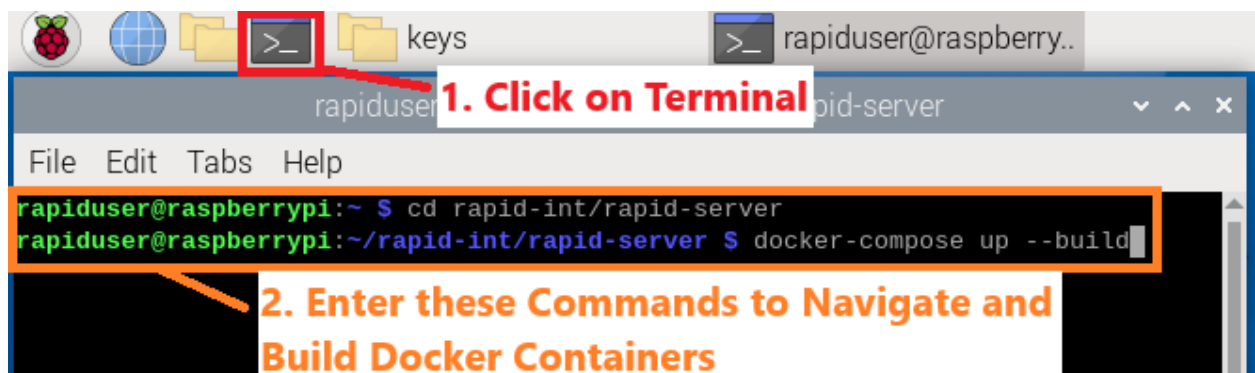 >_ keys >_ rapiduser@raspberry..
1. Click on Terminal
rapiduser pid-server
File Edit Tabs Help
rapiduser@raspberrypi:~ $ cd rapid-int/rapid-server
rapiduser@raspberrypi:~/rapid-int/rapid-server $ docker-compose up --build
2. Enter these Commands to Navigate and
Build Docker Containers